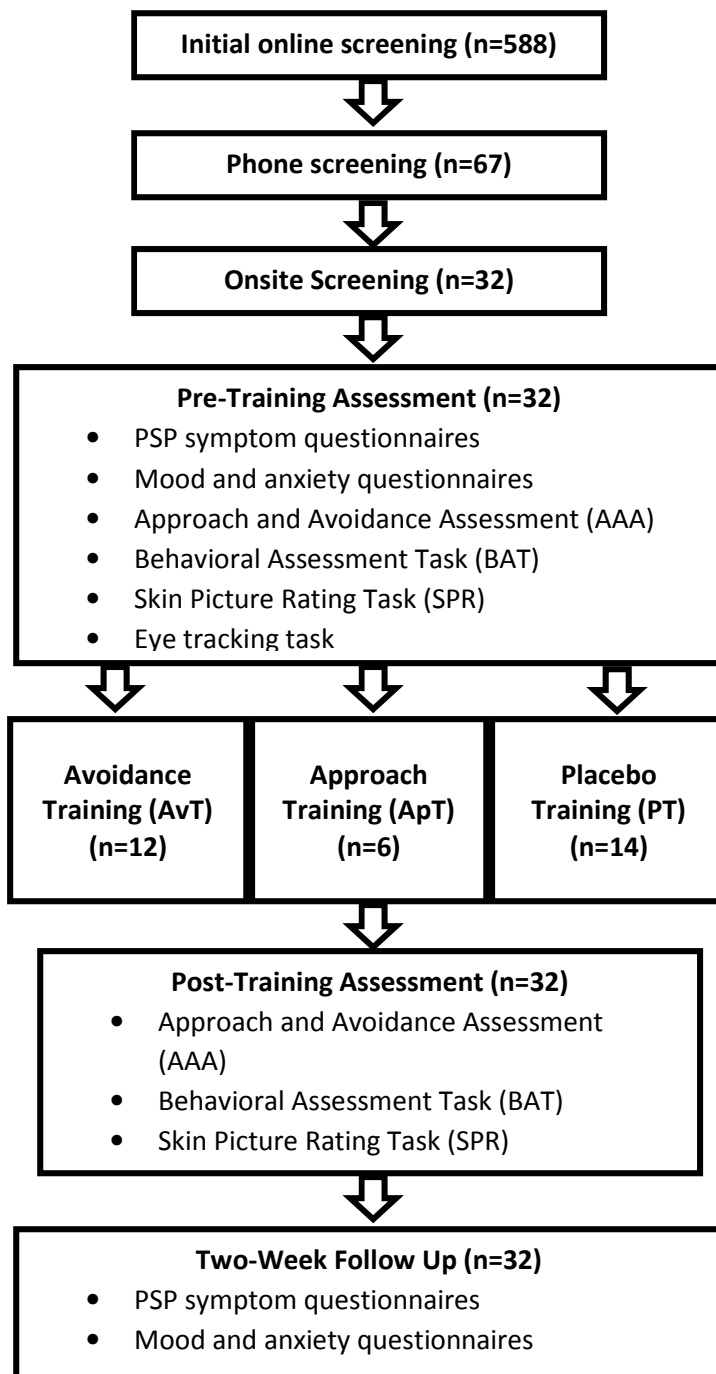 Initial online screening (n=588)
Phone screening (n=67)
Onsite Screening (n=32)
Pre-Training Assessment (n=32)
• PSP symptom questionnaires
• Mood and anxiety questionnaires
• Approach and Avoidance Assessment (AAA)
• Behavioral Assessment Task (BAT)
• Skin Picture Rating Task (SPR)
• Eye tracking task
Avoidance
Training (AvT)
(n=12)
Approach
Training (ApT)
(n=6)
Placebo
Training (PT)
(n=14)
Post-Training Assessment (n=32)
• Approach and Avoidance Assessment
(AAA)
• Behavioral Assessment Task (BAT)
• Skin Picture Rating Task (SPR)
Two-Week Follow Up (n=32)
• PSP symptom questionnaires
• Mood and anxiety questionnaires